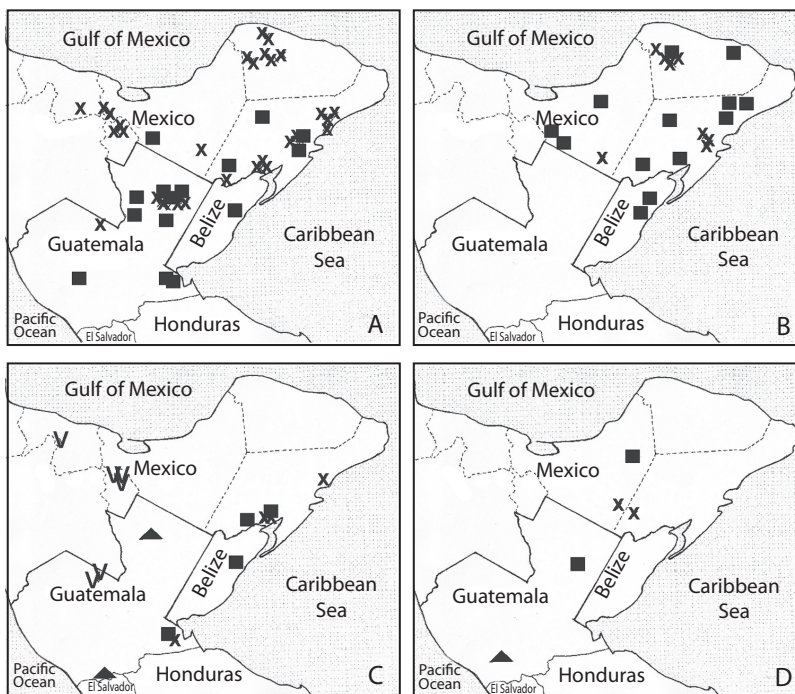 Gulf of Mexico
Mexico
Guatemala
Belize
Caribbean
Sea
Pacific
Ocean
El Salvador
Honduras
A
Gulf of Mexico
Mexico
Guatemala
Belize
Caribbean
Sea
Pacific
Ocean
El Salvador
Honduras
B
Gulf of Mexico
Mexico
Guatemala
Belize
Caribbean
Sea
Pacific
Ocean
El Salvador
Honduras
C
Gulf of Mexico
Mexico
Guatemala
Belize
Caribbean
Sea
Pacific
Ocean
El Salvador
Honduras
D